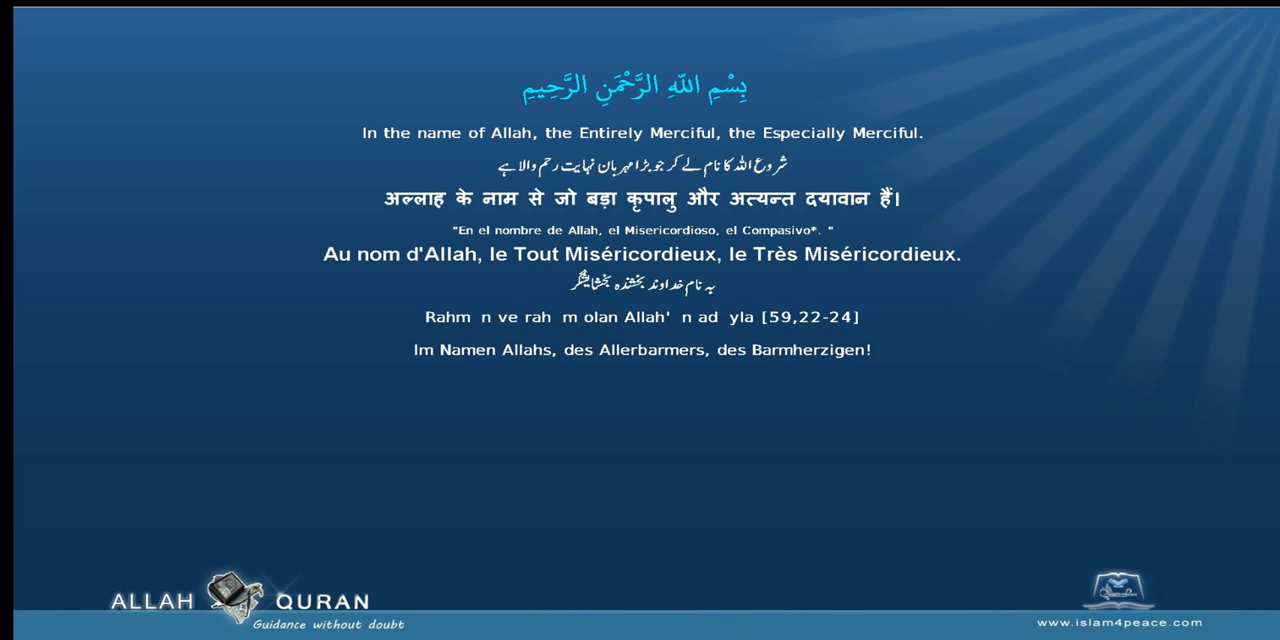 بِسْمِ اللَّهِ الرَّحْمَنِ الرَّحِيمِ
In the name of Allah, the Entirely Merciful, the Especially Merciful.
شروع الله کا نام لے کر جو بڑا مہربان نہایت رحم والا ہے
अल्लाह के नाम से जो बड़ा कृपालु और अत्यन्त दयावान हैं।
"En el nombre de Allah, el Misericordioso, el Compasivo*. "
Au nom d'Allah, le Tout Miséricordieux, le Très Miséricordieux.
به نام خداوند بخشنده بخشایشگر
Rahm n ve rah m olan Allah' n ad yla [59,22-24]
Im Namen Allahs, des Allerbarmers, des Barmherzigen!
ALLAH QURAN
Guidance without doubt
www.islam4peace.com